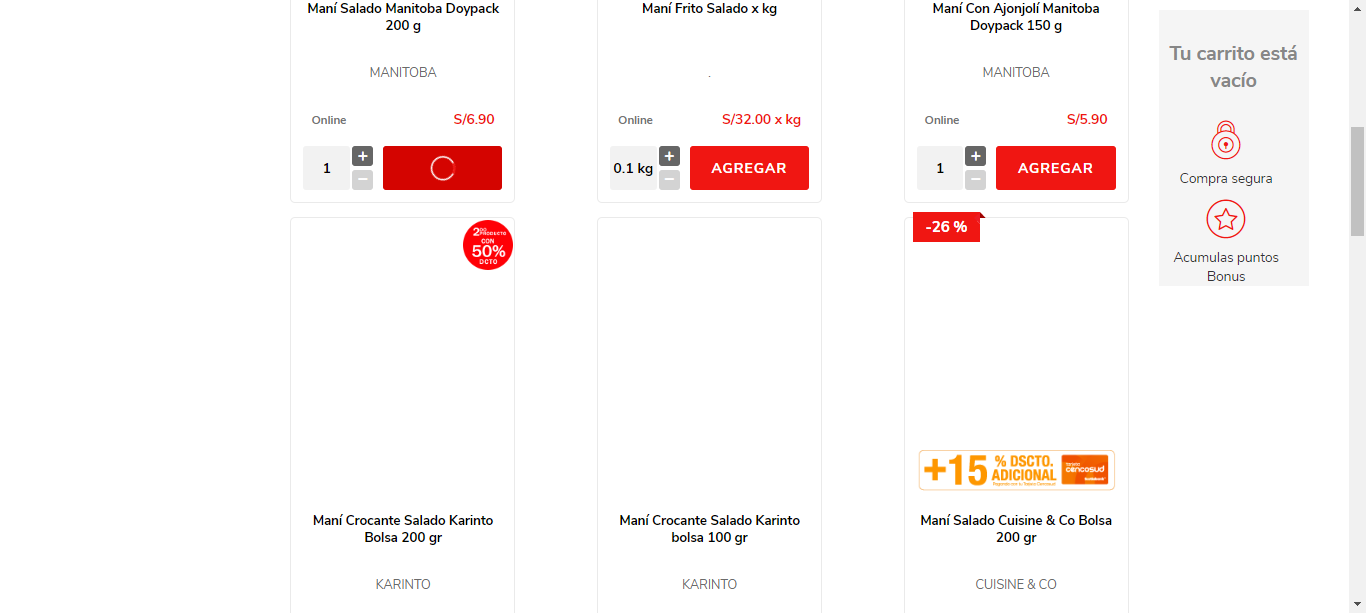 Maní Salado Manitoba Doypack
200 g
MANITOBA
Online
S/6.90
1
+
−
Maní Frito Salado x kg
.
Online
S/32.00 x kg
0.1 kg
+
−
AGREGAR
Maní Con Ajonjolí Manitoba
Doypack 150 g
MANITOBA
Online
S/5.90
1
+
−
AGREGAR
Tu carrito está
vacío
Compra segura
Acumulas puntos
Bonus
2DO PRODUCTO
CON
50%
DCTO
Maní Crocante Salado Karinto
Bolsa 200 gr
KARINTO
Maní Crocante Salado Karinto
bolsa 100 gr
KARINTO
-26 %
+15 % DSCTO.
ADICIONAL
cencosud
Maní Salado Cuisine & Co Bolsa
200 gr
CUISINE & CO